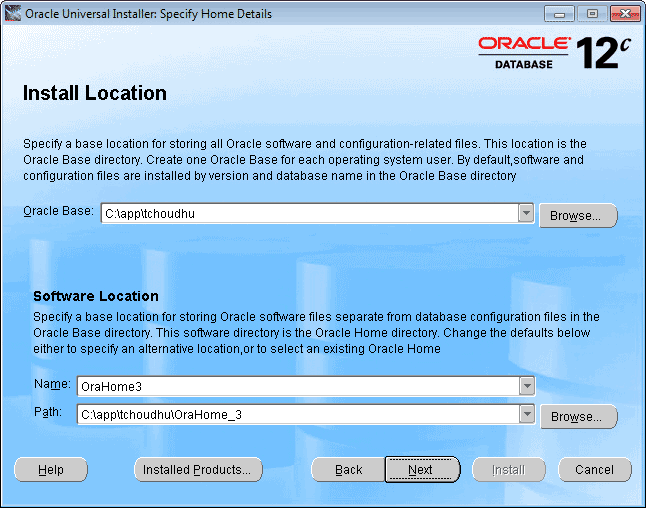 Oracle Universal Installer: Specify Home Details
ORACLE®
DATABASE 12c
Install Location
Specify a base location for storing all Oracle software and configuration-related files. This location is the
Oracle Base directory. Create one Oracle Base for each operating system user. By default,software and
configuration files are installed by version and database name in the Oracle Base directory
Oracle Base: C:\app\tchoudhu Browse...
Software Location
Specify a base location for storing Oracle software files separate from database configuration files in the
Oracle Base directory. This software directory is the Oracle Home directory. Change the defaults below
either to specify an alternative location,or to select an existing Oracle Home
Name: OraHome3
Path: C:\app\tchoudhu\OraHome_3 Browse...
Help Installed Products... Back Next Install Cancel